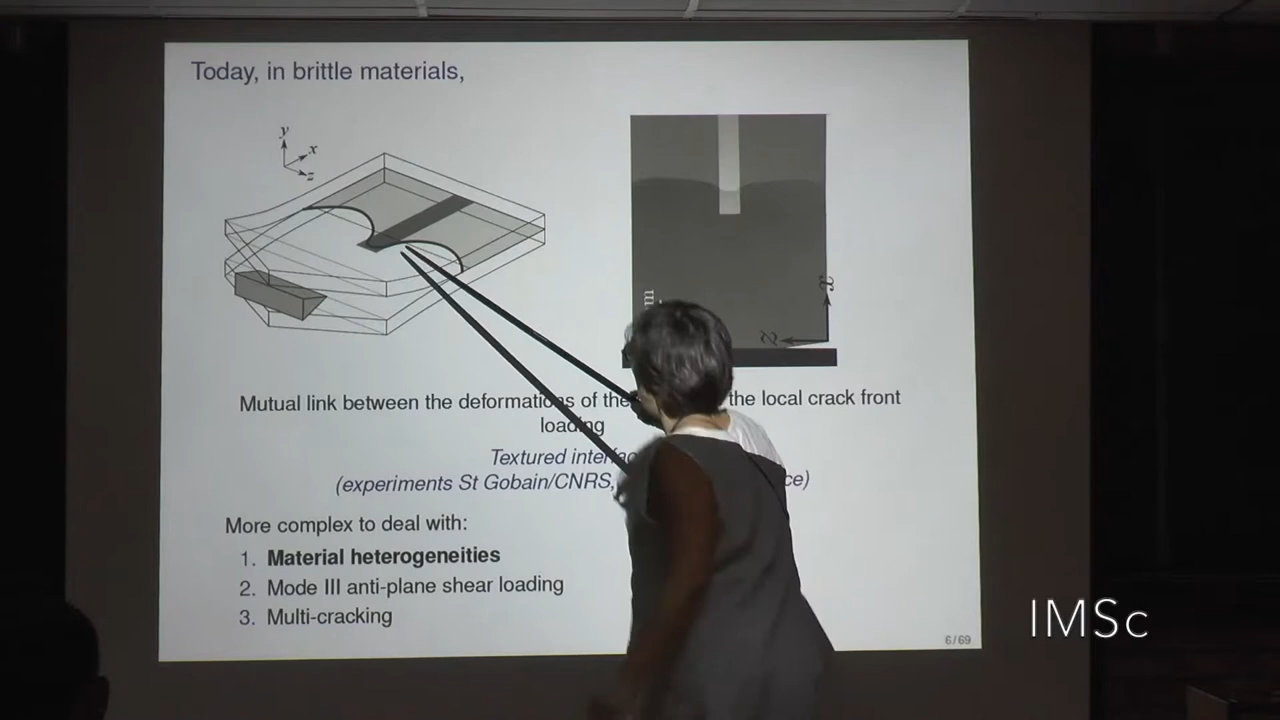 Today, in brittle materials,
y
x
z
m
x
z
Mutual link between the deformations of the the local crack front
loading
Textured interfac
(experiments St Gobain/CNRS, ce)
More complex to deal with:
1. Material heterogeneities
2. Mode III anti-plane shear loading
3. Multi-cracking
6/69
IMSc